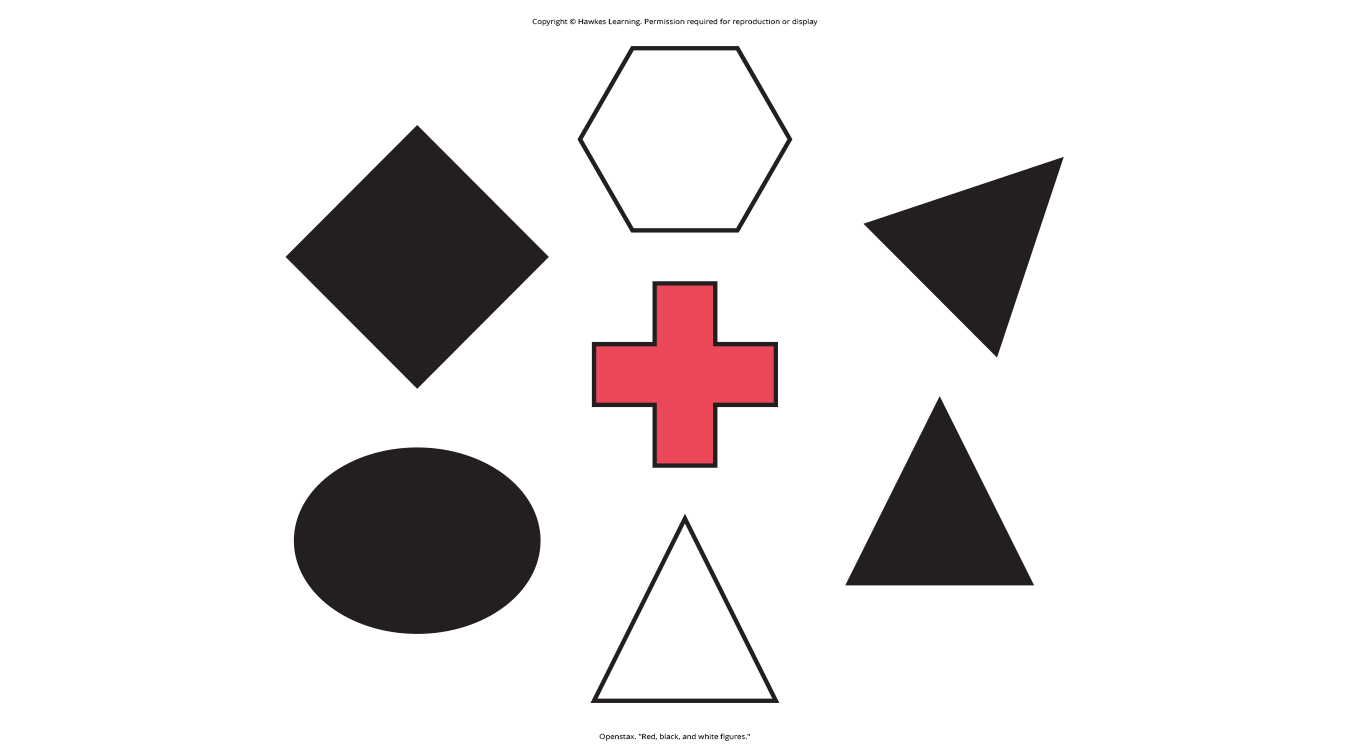 Copyright © Hawkes Learning. Permission required for reproduction or display
Openstax. "Red, black, and white figures."